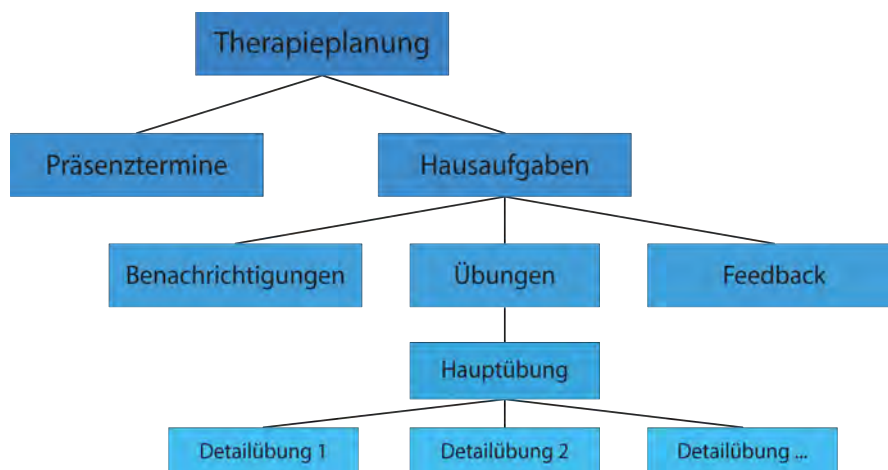 Therapieplanung
Präsenztermine
Hausaufgaben
Benachrichtigungen
Übungen
Feedback
Hauptübung
Detailübung 1
Detailübung 2
Detailübung ...